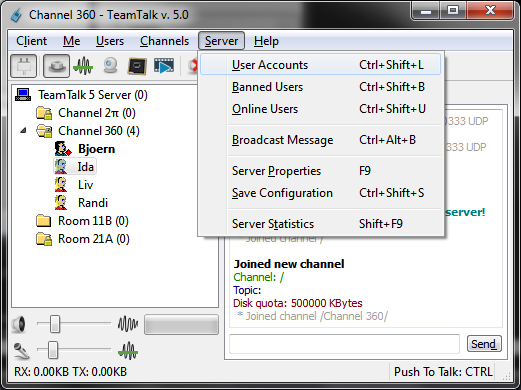 Channel 360 - TeamTalk v. 5.0
Client Me Users Channels Server Help
User Accounts Ctrl+Shift+L
Banned Users Ctrl+Shift+B
Online Users Ctrl+Shift+U
Broadcast Message Ctrl+Alt+B
Server Properties F9
Save Configuration Ctrl+Shift+S
Server Statistics Shift+F9
TeamTalk 5 Server (0)
Channel 2π (0)
Channel 360 (4)
Bjoern
Ida
Liv
Randi
Room 11B (0)
Room 21A (0)
0333 UDP
333 UDP
server!
* Joined channel /
Joined new channel
Channel: /
Topic:
Disk quota: 500000 KBytes
* Joined channel /Channel 360/
Send
RX: 0.00KB TX: 0.00KB
Push To Talk: CTRL